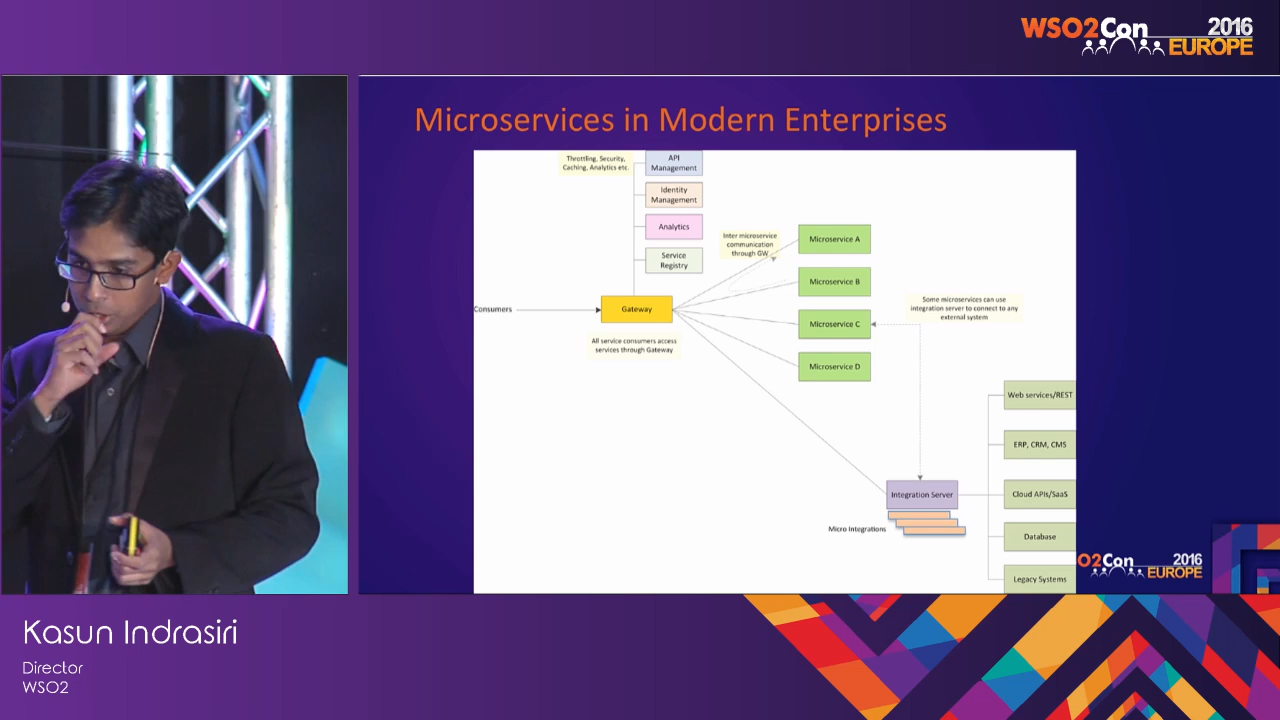 WSO2Con 2016
EUROPE
Microservices in Modern Enterprises
Throttling, Security,
Caching, Analytics etc.
API
Management
Identity
Management
Analytics
Service
Registry
Inter microservice
communication
through GW
Microservice A
Microservice B
Microservice C
Microservice D
Some microservices can use
integration server to connect to any
external system
Consumers
Gateway
All service consumers access
services through Gateway
Web services/REST
ERP, CRM, CMS
Cloud APIs/SaaS
Database
Legacy Systems
Integration Server
Micro Integrations
O2Con 2016
EUROPE
Kasun Indrasiri
Director
WSO2